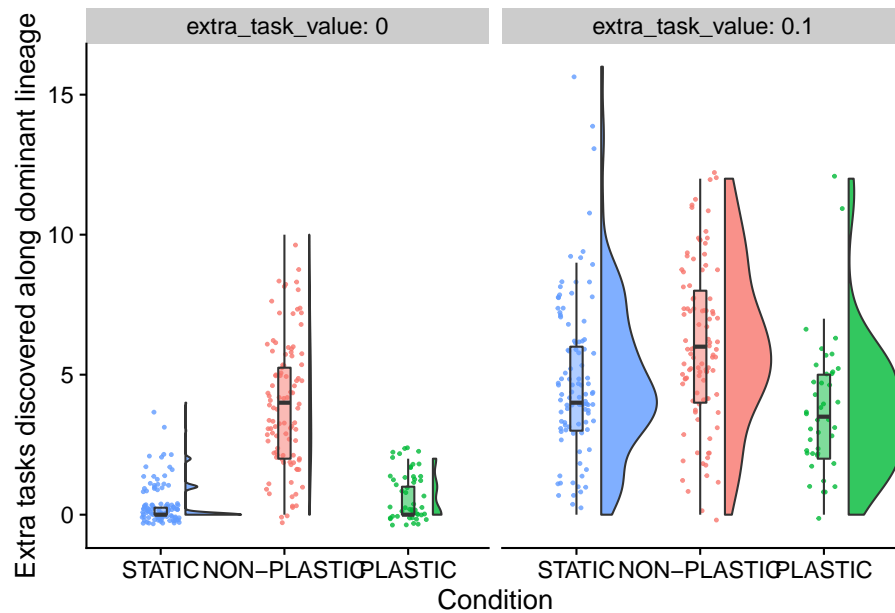 extra_task_value: 0
extra_task_value: 0.1
Extra tasks discovered along dominant lineage
15
10
5
0
STATIC NON−PLASTIC PLASTIC
STATIC NON−PLASTIC PLASTIC
Condition